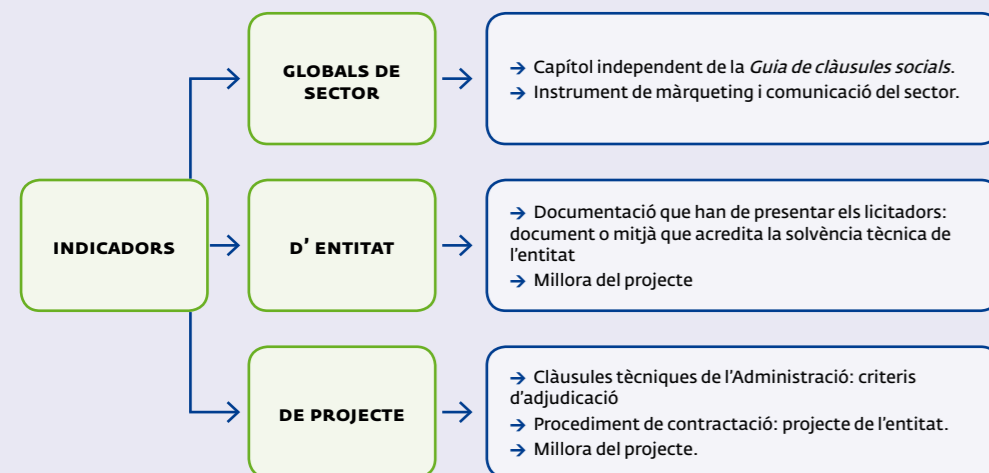 GLOBALS DE
SECTOR
→ Capítol independent de la Guia de clàusules socials.
→ Instrument de màrqueting i comunicació del sector.
INDICADORS
D' ENTITAT
→ Documentació que han de presentar els licitadors:
document o mitjà que acredita la solvència tècnica de
l'entitat
→ Millora del projecte
DE PROJECTE
→ Clàusules tècniques de l'Administració: criteris
d'adjudicació
→ Procediment de contractació: projecte de l'entitat.
→ Millora del projecte.